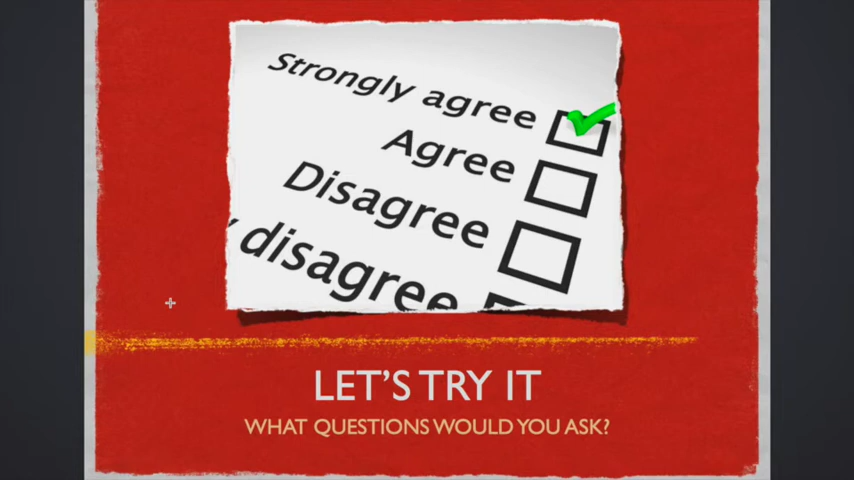 Strongly agree
Agree
Disagree
disagree
LET'S TRY IT
WHAT QUESTIONS WOULD YOU ASK?